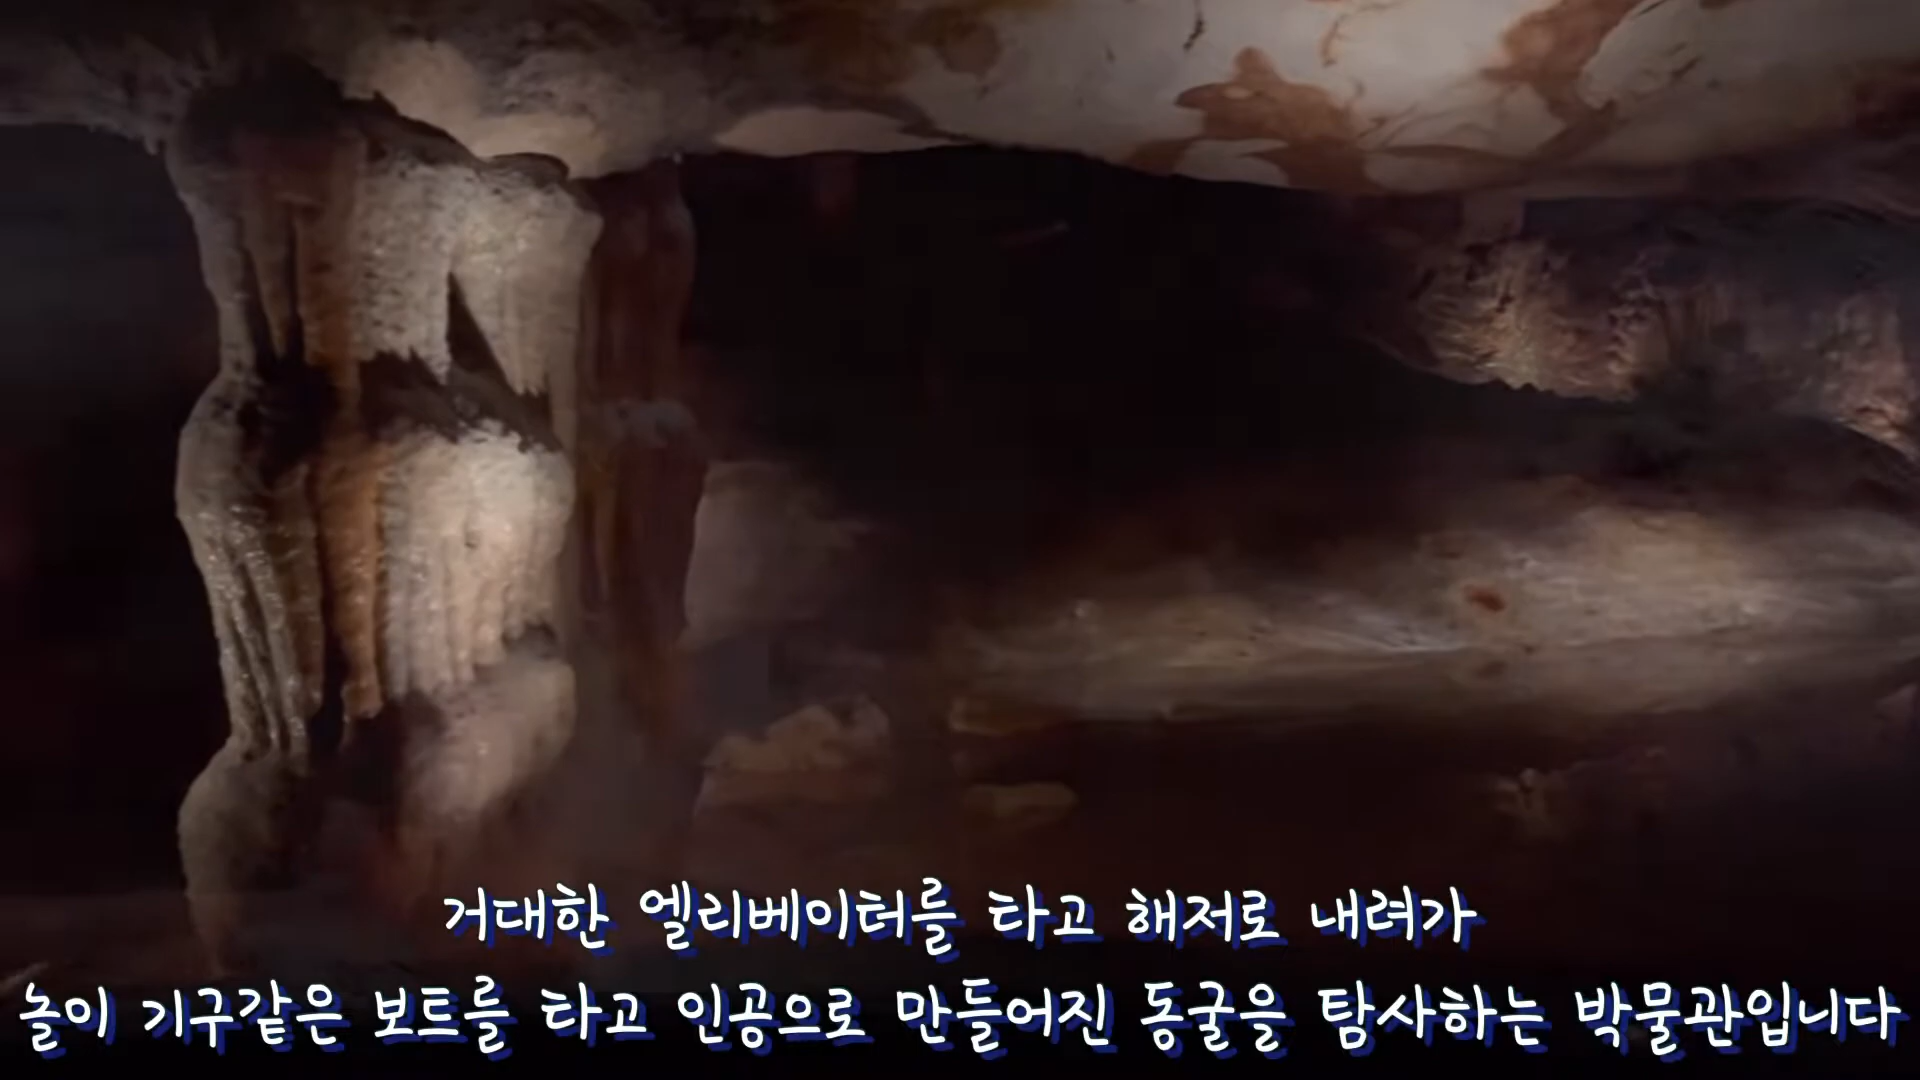 거대한 엘리베이터를 타고 해저로 내려가
놀이 기구같은 보트를 타고 인공으로 만들어진 동굴을 탐사하는 박물관입니다